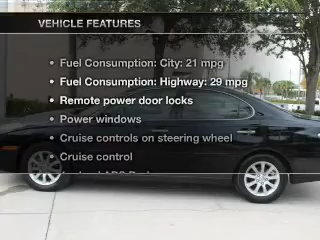 VEHICLE FEATURES
• Fuel Consumption: City: 21 mpg
• Fuel Consumption: Highway: 29 mpg
• Remote power door locks
• Power windows
• Cruise controls on steering wheel
• Cruise control